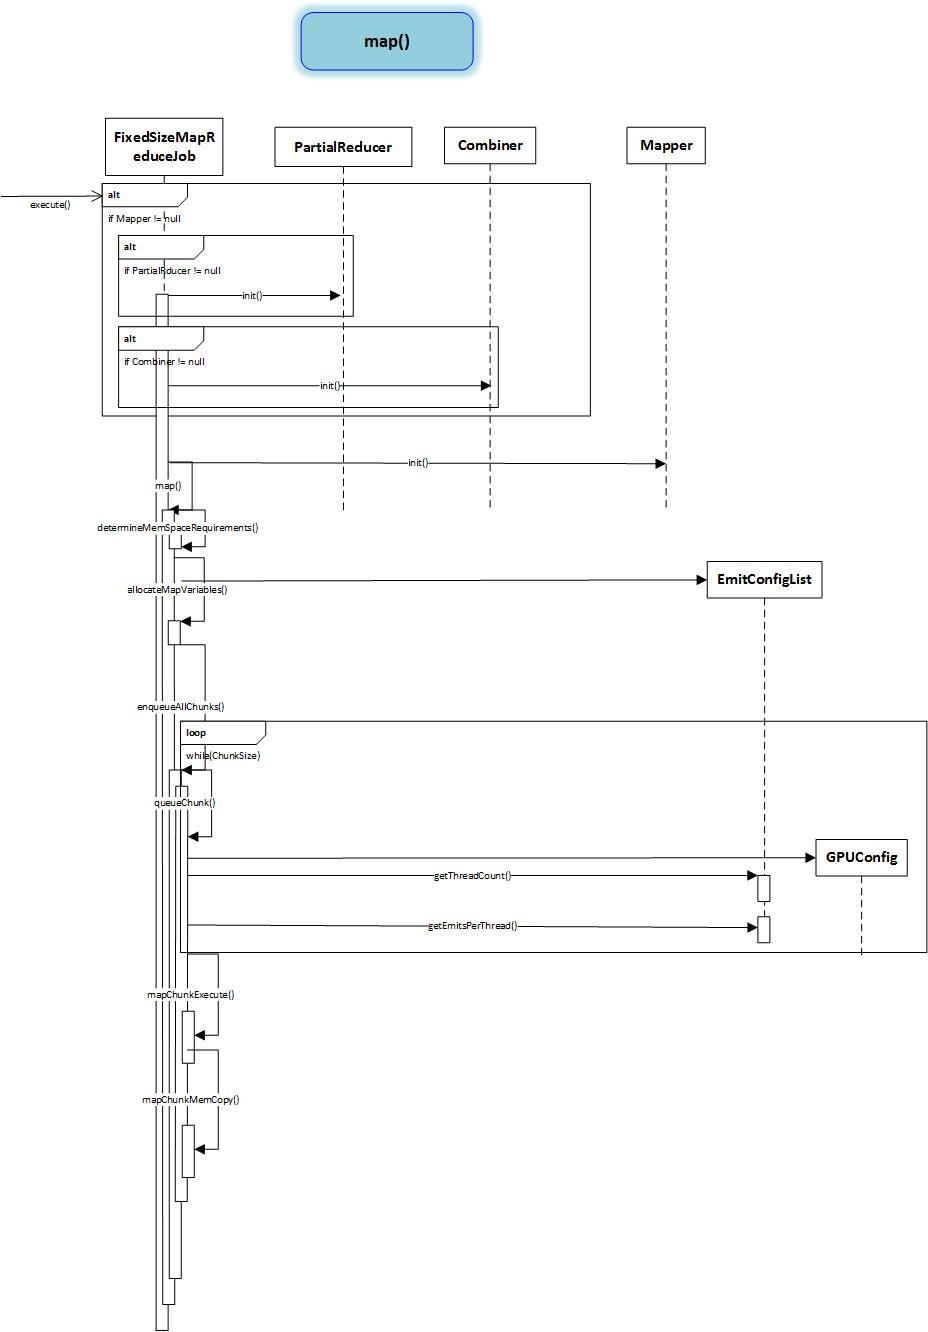 map()
FixedSizeMapR
educeJob
PartialReducer
Combiner
Mapper
execute()
alt
if Mapper != null
alt
if PartialRducer != null
init()
alt
if Combiner != null
init()
init()
map()
determineMemSpaceRequirements()
EmitConfigList
allocateMapVariables()
enqueueAllChunks()
loop
while(ChunkSize)
queueChunk()
GPUConfig
getThreadCount()
getEmitsPerThread()
mapChunkExecute()
mapChunkMemCopy()